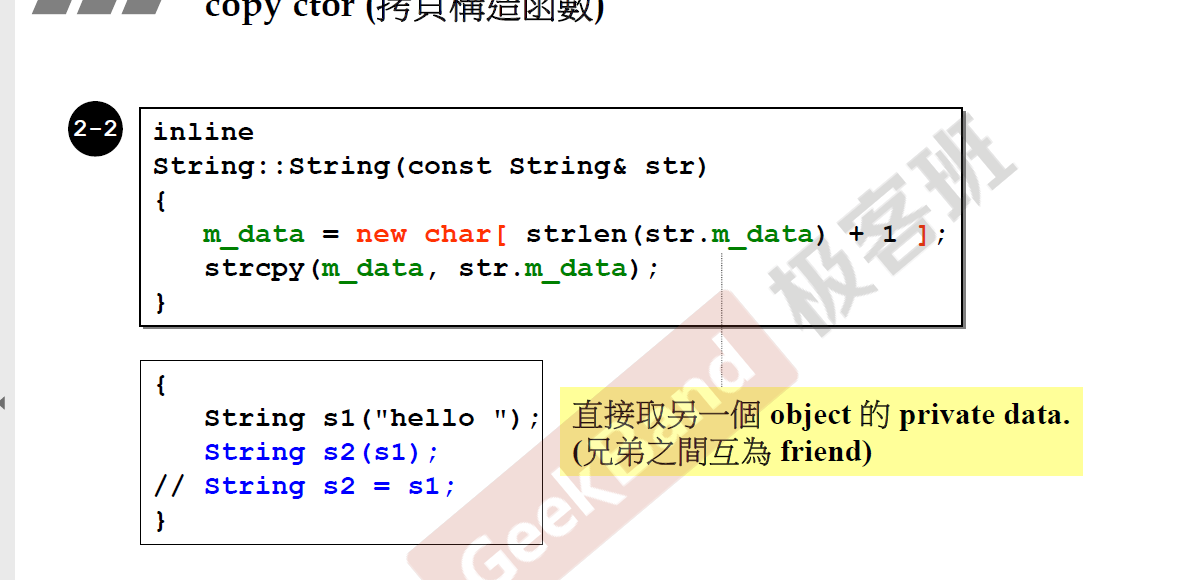 copy ctor (拷貝構造函數)
2-2
inline
String::String(const String& str)
{
m_data = new char[ strlen(str.m_data) + 1 ];
strcpy(m_data, str.m_data);
}
{
String s1("hello ");
String s2(s1);
// String s2 = s1;
}
直接取另一個 object 的 private data.
(兄弟之間互為 friend)
GeekBand 极客班